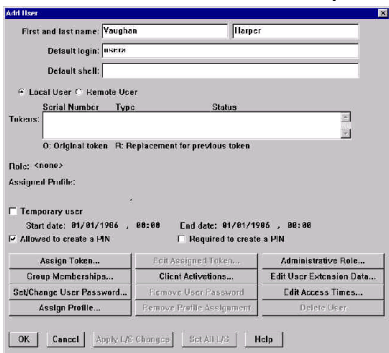 Add User
First and last name: Vaughan Harper
Default login: usera
Default shell:
Local User Remote User
Serial Number Type Status
Tokens:
O: Original token R: Replacement for previous token
Role: <none>
Assigned Profile:
Temporary user
Start date: 01/01/1986 , 00:00 End date: 01/01/1986 , 00:00
Allowed to create a PIN Required to create a PIN
Assign Token... Edit Assigned Token... Administrative Role...
Group Memberships... Client Activations... Edit User Extension Data...
Set/Change User Password... Remove User Password Edit Access Times...
Assign Profile... Remove Profile Assignment Delete User
OK Cancel Apply L/S Changes Set All L/S Help